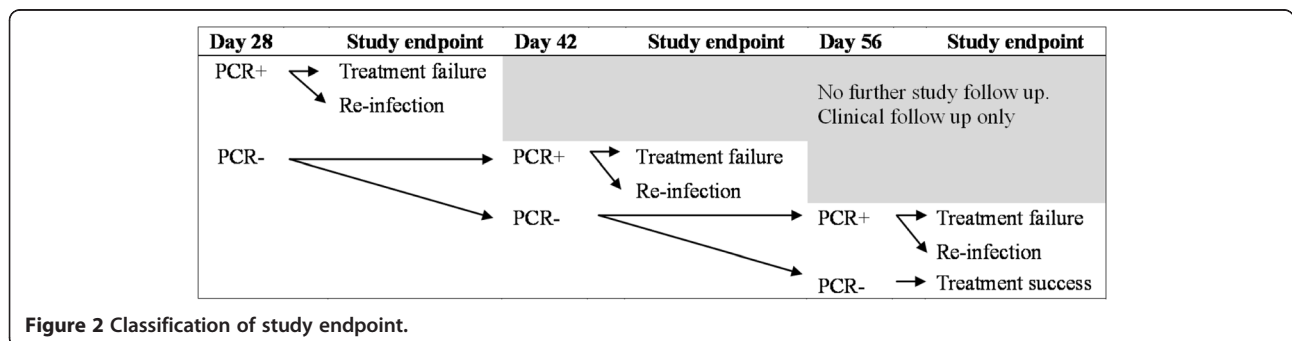 Day 28 Study endpoint Day 42 Study endpoint Day 56 Study endpoint
PCR+ Treatment failure
Re-infection
No further study follow up.
Clinical follow up only
PCR- PCR+ Treatment failure
Re-infection
PCR- PCR+ Treatment failure
Re-infection
PCR- Treatment success
Figure 2 Classification of study endpoint.